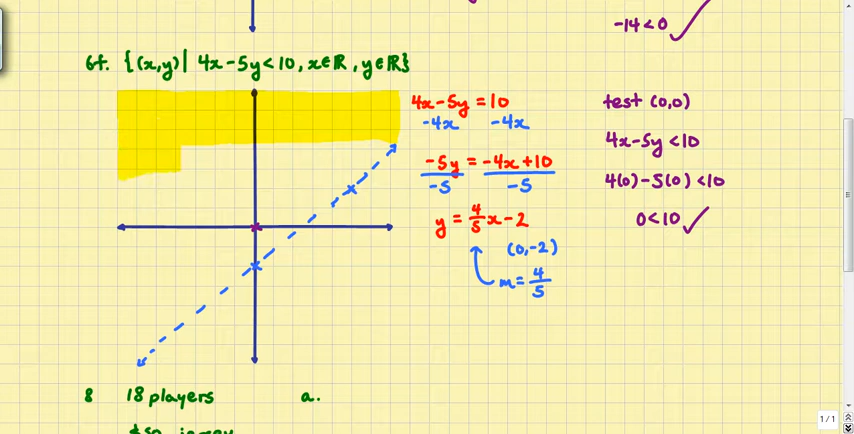 -14 < 0 ✓
6f. {(x,y) | 4x - 5y < 10, x ∈ ℝ, y ∈ ℝ}
4x - 5y = 10
-4x -4x
-5y = -4x + 10
-5 -5
y = 4/5 x - 2
(0, -2)
m = 4/5
test (0,0)
4x - 5y < 10
4(0) - 5(0) < 10
0 < 10 ✓
8 18 players a.
1/1